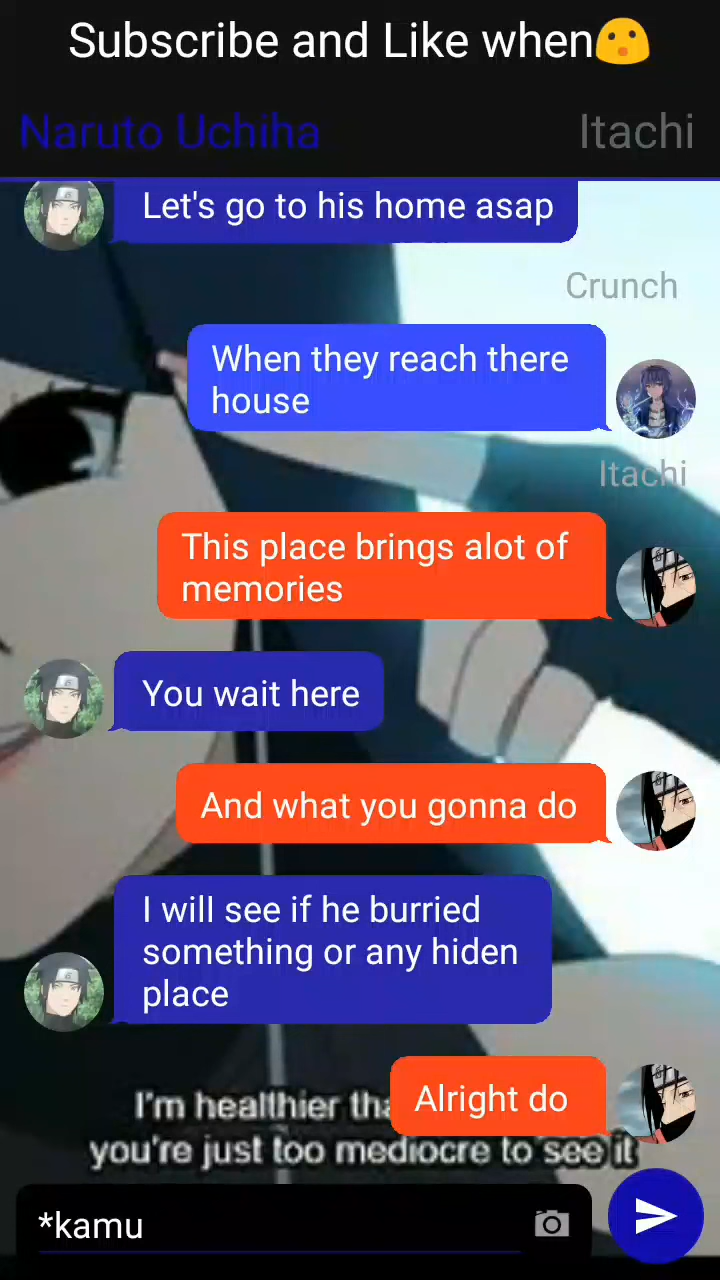 Subscribe and Like when😯
Naruto Uchiha
Itachi
Let's go to his home asap
Crunch
When they reach there
house
Itachi
This place brings alot of
memories
You wait here
And what you gonna do
I will see if he burried
something or any hiden
place
Alright do
I'm healthier
you're just too mediocre to see it
*kamu